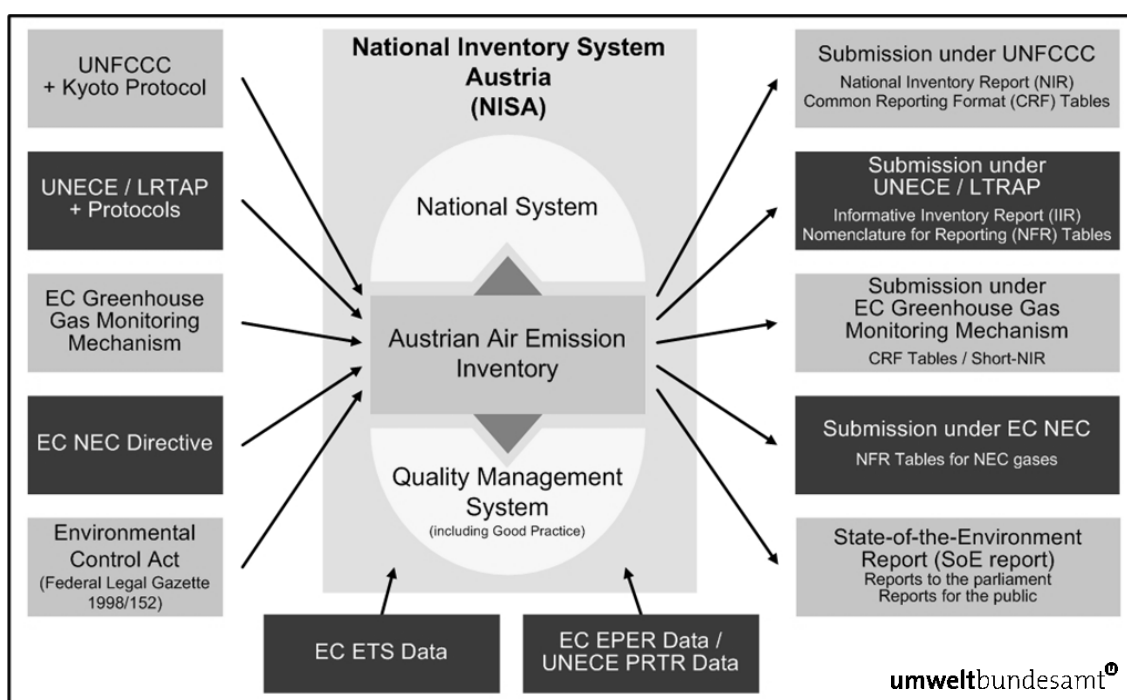 UNFCCC
+ Kyoto Protocol
UNECE / LRTAP
+ Protocols
EC Greenhouse
Gas Monitoring
Mechanism
EC NEC Directive
Environmental
Control Act
(Federal Legal Gazette
1998/152)
National Inventory System
Austria
(NISA)
National System
Austrian Air Emission
Inventory
Quality Management
System
(including Good Practice)
EC ETS Data
EC EPER Data /
UNECE PRTR Data
Submission under UNFCCC
National Inventory Report (NIR)
Common Reporting Format (CRF) Tables
Submission under
UNECE / LTRAP
Informative Inventory Report (IIR)
Nomenclature for Reporting (NFR) Tables
Submission under
EC Greenhouse Gas
Monitoring Mechanism
CRF Tables / Short-NIR
Submission under EC NEC
NFR Tables for NEC gases
State-of-the-Environment
Report (SoE report)
Reports to the parliament
Reports for the public
umweltbundesamt u